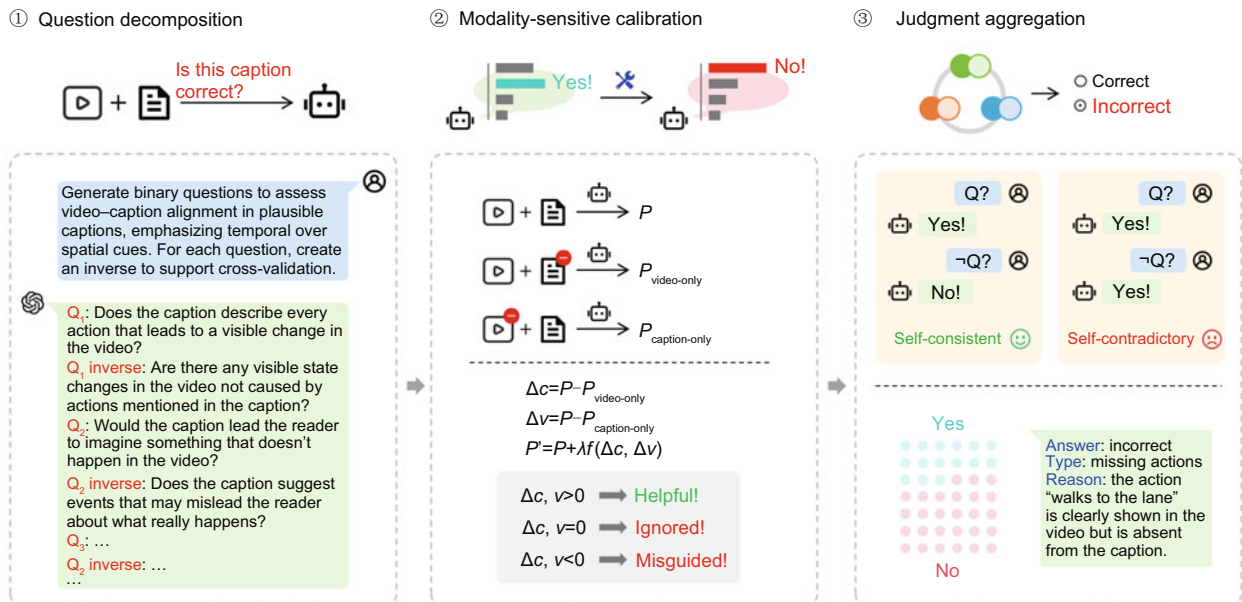 ① Question decomposition
Is this caption
correct?
Generate binary questions to assess
video–caption alignment in plausible
captions, emphasizing temporal over
spatial cues. For each question, create
an inverse to support cross-validation.
Q1: Does the caption describe every
action that leads to a visible change in
the video?
Q1 inverse: Are there any visible state
changes in the video not caused by
actions mentioned in the caption?
Q2: Would the caption lead the reader
to imagine something that doesn't
happen in the video?
Q2 inverse: Does the caption suggest
events that may mislead the reader
about what really happens?
Q3: …
Q2 inverse: …
…
② Modality-sensitive calibration
Yes!
No!
P
P video-only
P caption-only
Δc=P−P video-only
Δv=P−P caption-only
P'=P+λf(Δc, Δv)
Δc, v>0 Helpful!
Δc, v=0 Ignored!
Δc, v<0 Misguided!
③ Judgment aggregation
Correct
Incorrect
Q?
Yes!
¬Q?
No!
Self-consistent
Q?
Yes!
¬Q?
Yes!
Self-contradictory
Yes
No
Answer: incorrect
Type: missing actions
Reason: the action
"walks to the lane"
is clearly shown in the
video but is absent
from the caption.